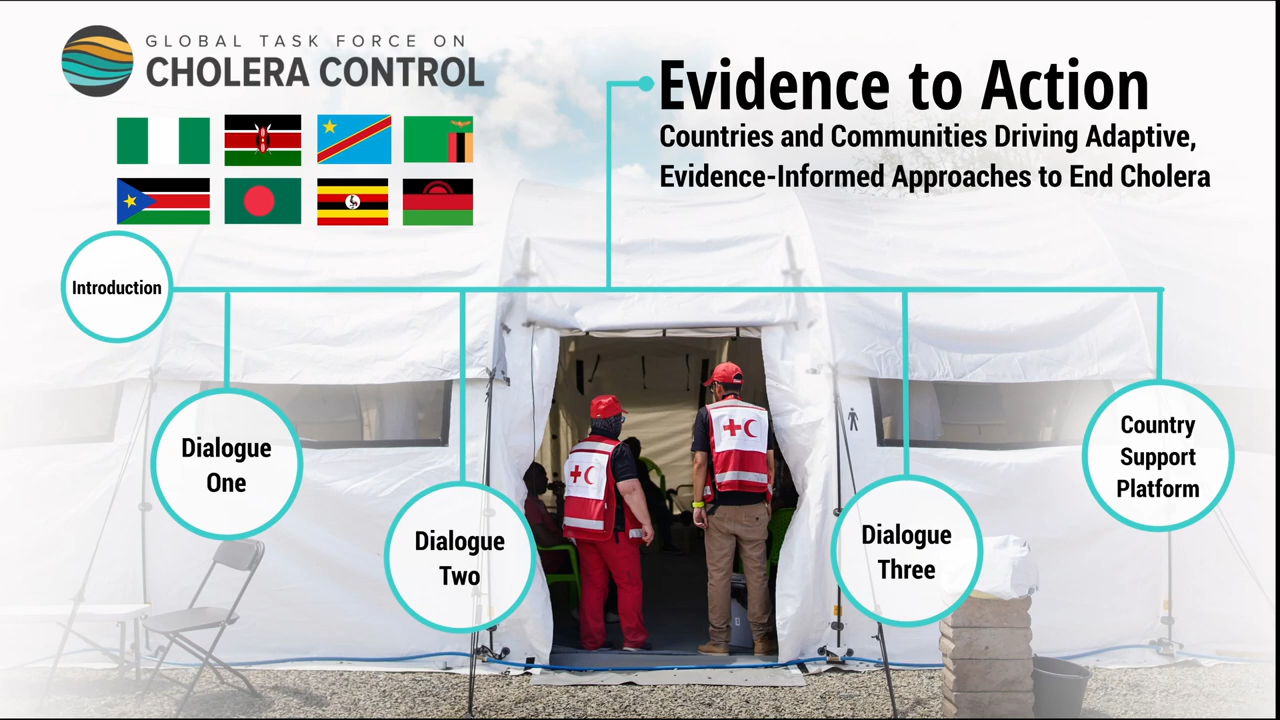 GLOBAL TASK FORCE ON
CHOLERA CONTROL
Evidence to Action
Countries and Communities Driving Adaptive,
Evidence-Informed Approaches to End Cholera
Introduction
Dialogue
One
Dialogue
Two
Dialogue
Three
Country
Support
Platform